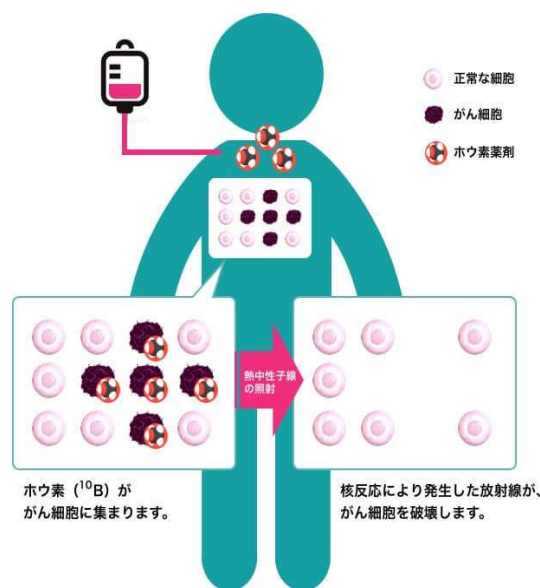 正常な細胞
がん細胞
ホウ素薬剤
熱中性子線
の照射
ホウ素（¹⁰B）が
がん細胞に集まります。
核反応により発生した放射線が、
がん細胞を破壊します。